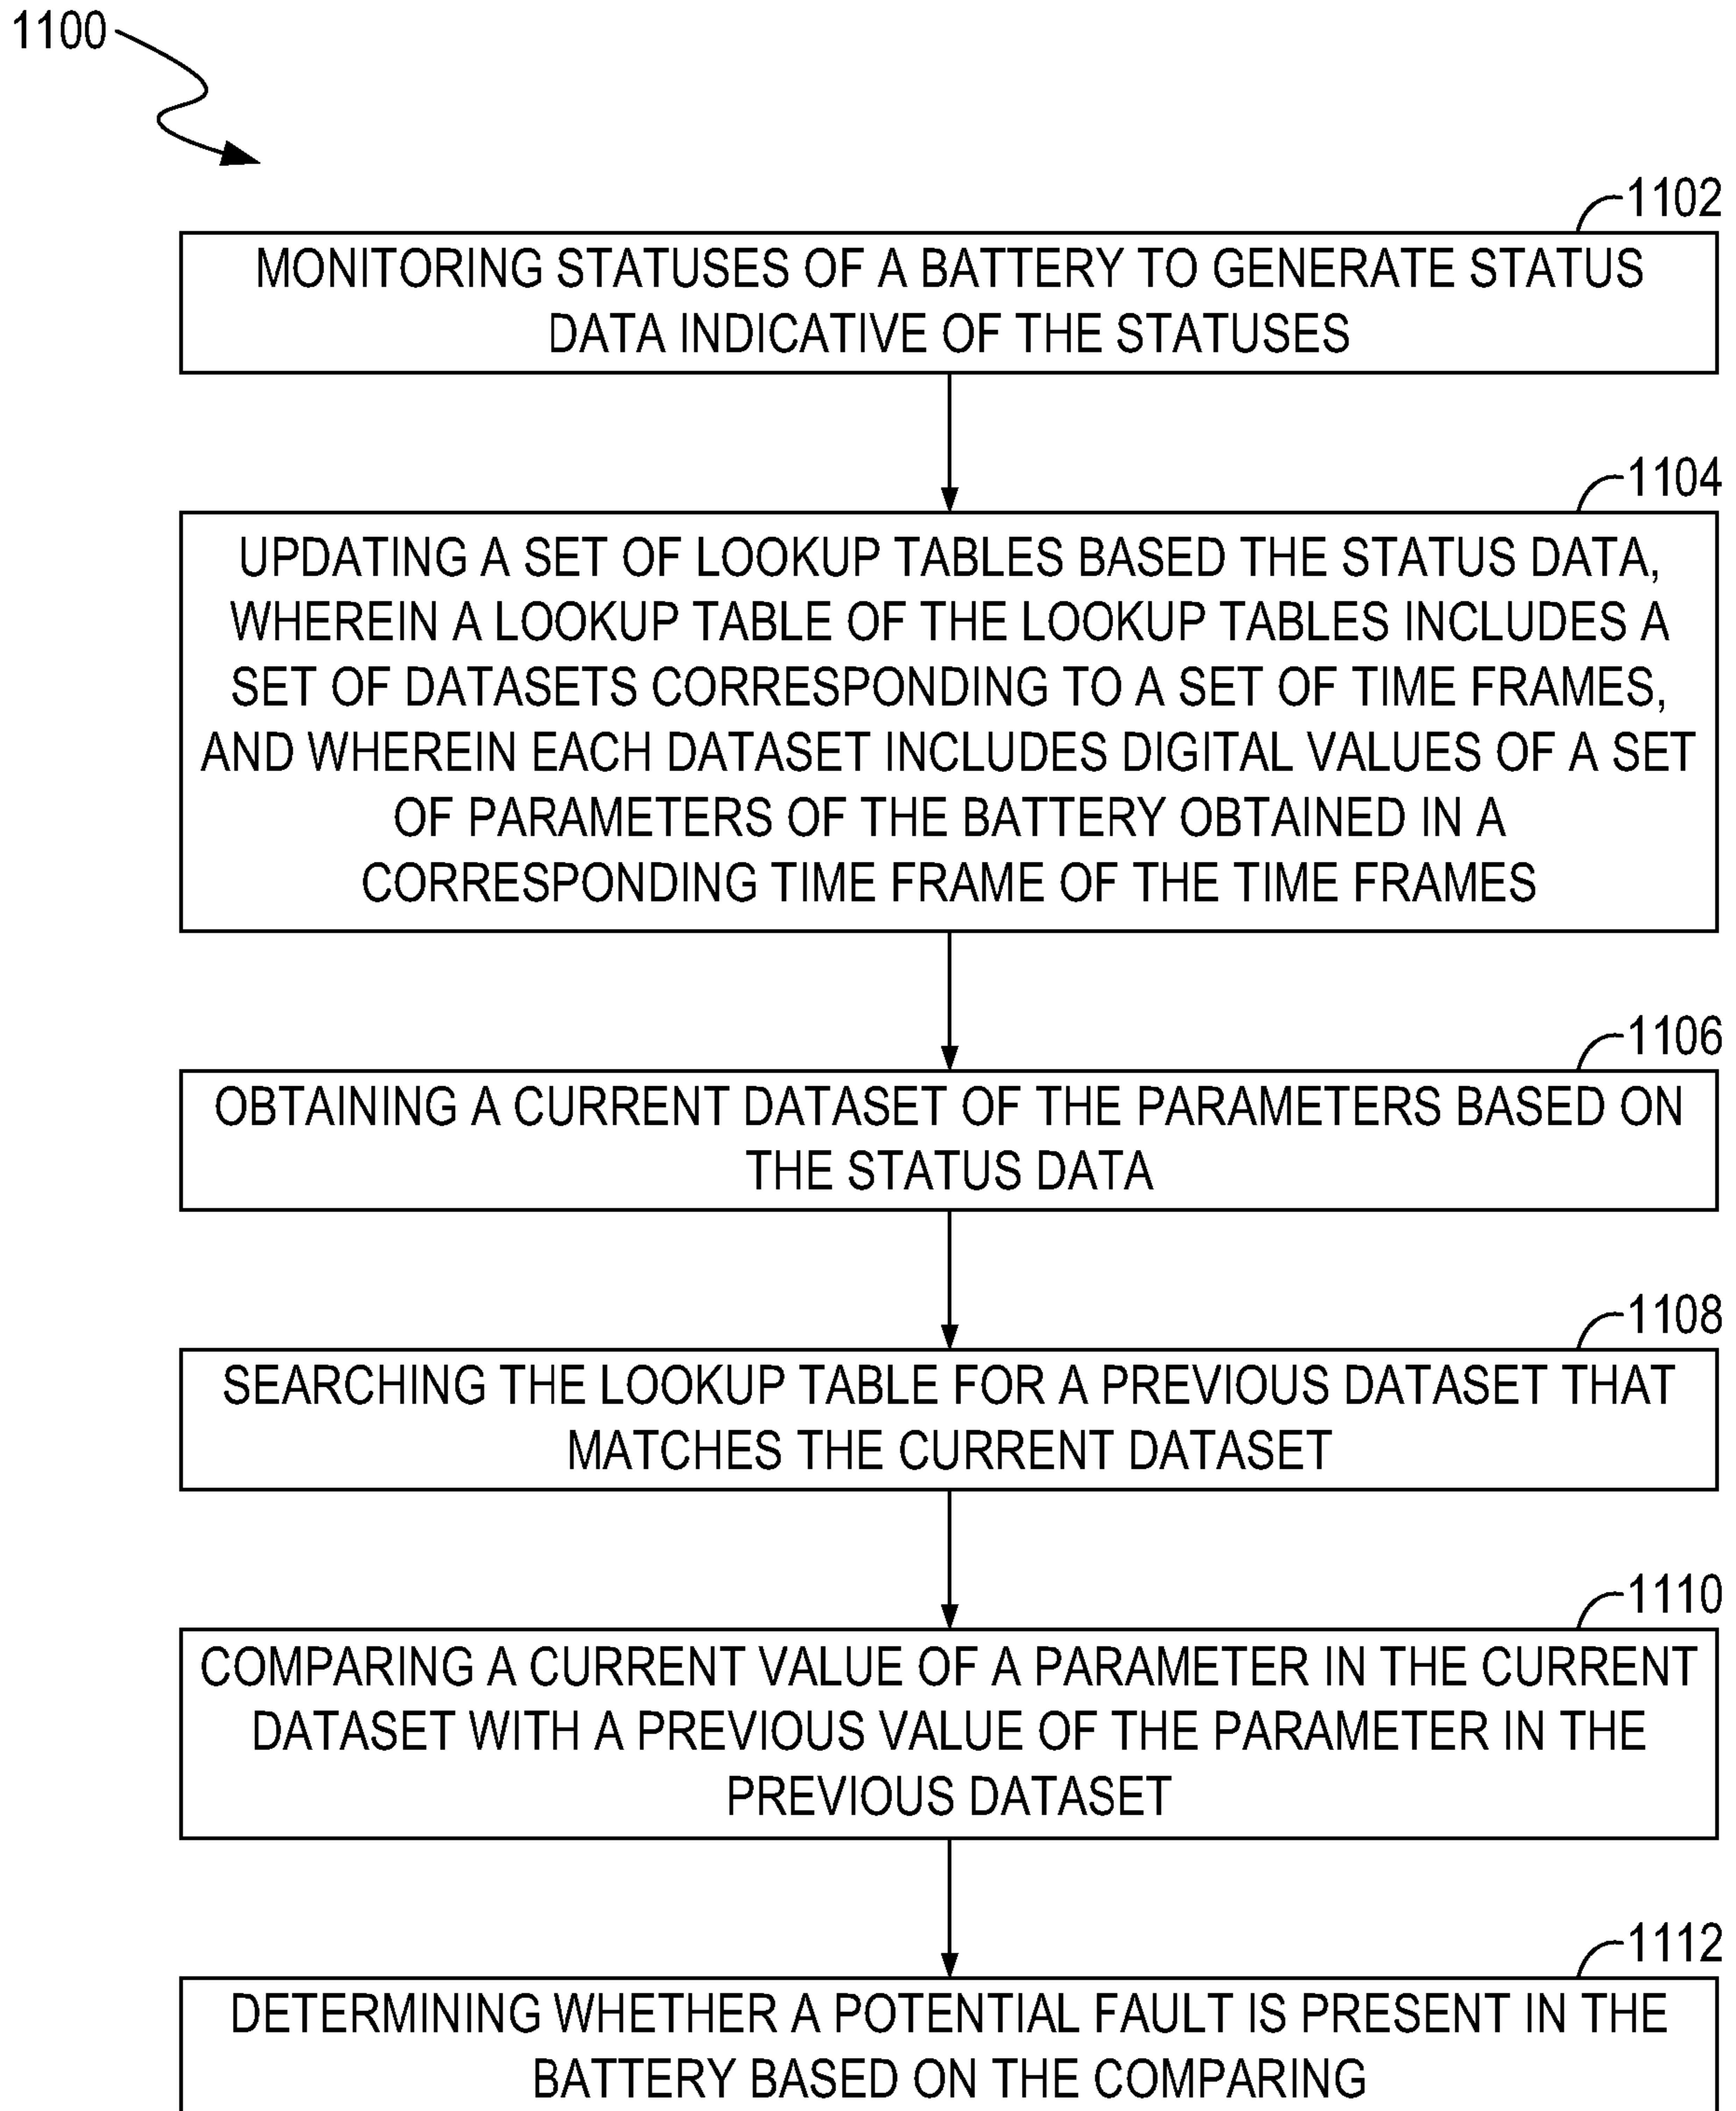 1100
1102
MONITORING STATUSES OF A BATTERY TO GENERATE STATUS
DATA INDICATIVE OF THE STATUSES
1104
UPDATING A SET OF LOOKUP TABLES BASED THE STATUS DATA,
WHEREIN A LOOKUP TABLE OF THE LOOKUP TABLES INCLUDES A
SET OF DATASETS CORRESPONDING TO A SET OF TIME FRAMES,
AND WHEREIN EACH DATASET INCLUDES DIGITAL VALUES OF A SET
OF PARAMETERS OF THE BATTERY OBTAINED IN A
CORRESPONDING TIME FRAME OF THE TIME FRAMES
1106
OBTAINING A CURRENT DATASET OF THE PARAMETERS BASED ON
THE STATUS DATA
1108
SEARCHING THE LOOKUP TABLE FOR A PREVIOUS DATASET THAT
MATCHES THE CURRENT DATASET
1110
COMPARING A CURRENT VALUE OF A PARAMETER IN THE CURRENT
DATASET WITH A PREVIOUS VALUE OF THE PARAMETER IN THE
PREVIOUS DATASET
1112
DETERMINING WHETHER A POTENTIAL FAULT IS PRESENT IN THE
BATTERY BASED ON THE COMPARING